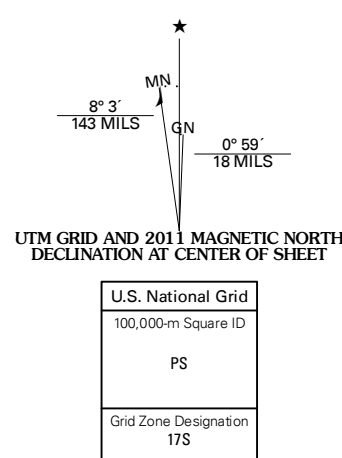 ★
MN
8° 3´
143 MILS
GN
0° 59´
18 MILS
UTM GRID AND 2011 MAGNETIC NORTH
DECLINATION AT CENTER OF SHEET
U.S. National Grid
100,000-m Square ID
PS
Grid Zone Designation
17S